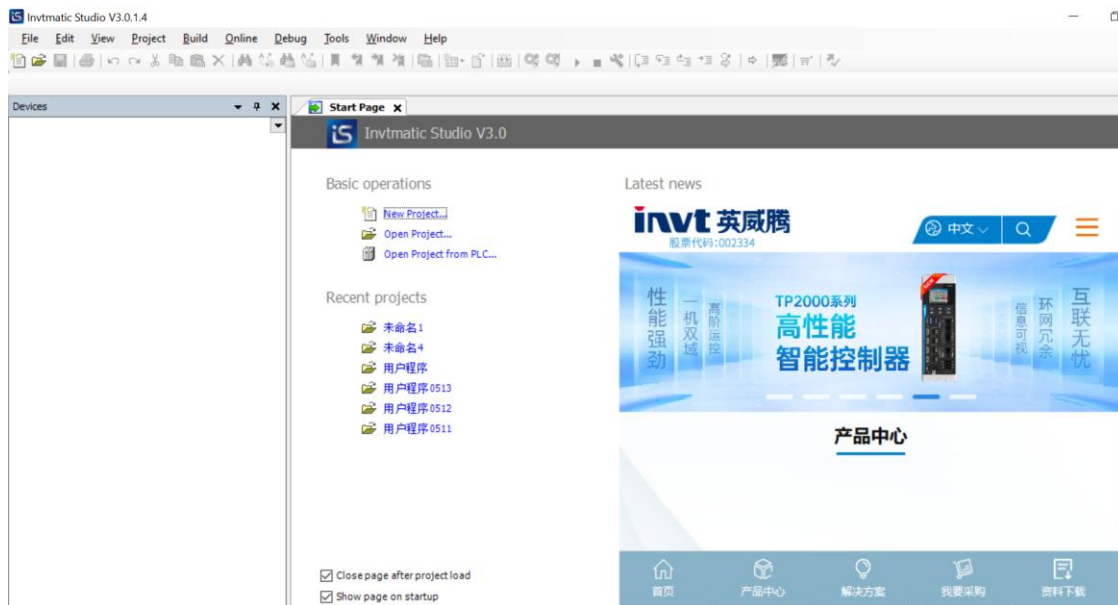 Invtmatic Studio V3.0.1.4
File Edit View Project Build Online Debug Tools Window Help
Devices
Start Page
iS Invtmatic Studio V3.0
Basic operations
New Project...
Open Project...
Open Project from PLC...
Recent projects
未命名1
未命名4
用户程序
用户程序0513
用户程序0512
用户程序0511
Close page after project load
Show page on startup
Latest news
invt 英威腾
股票代码:002334
中文
性能强劲
一机双域
高阶运控
TP2000系列
高性能
智能控制器
NEW
信息可视
环网冗余
互联无忧
产品中心
首页 产品中心 解决方案 我要采购 资料下载